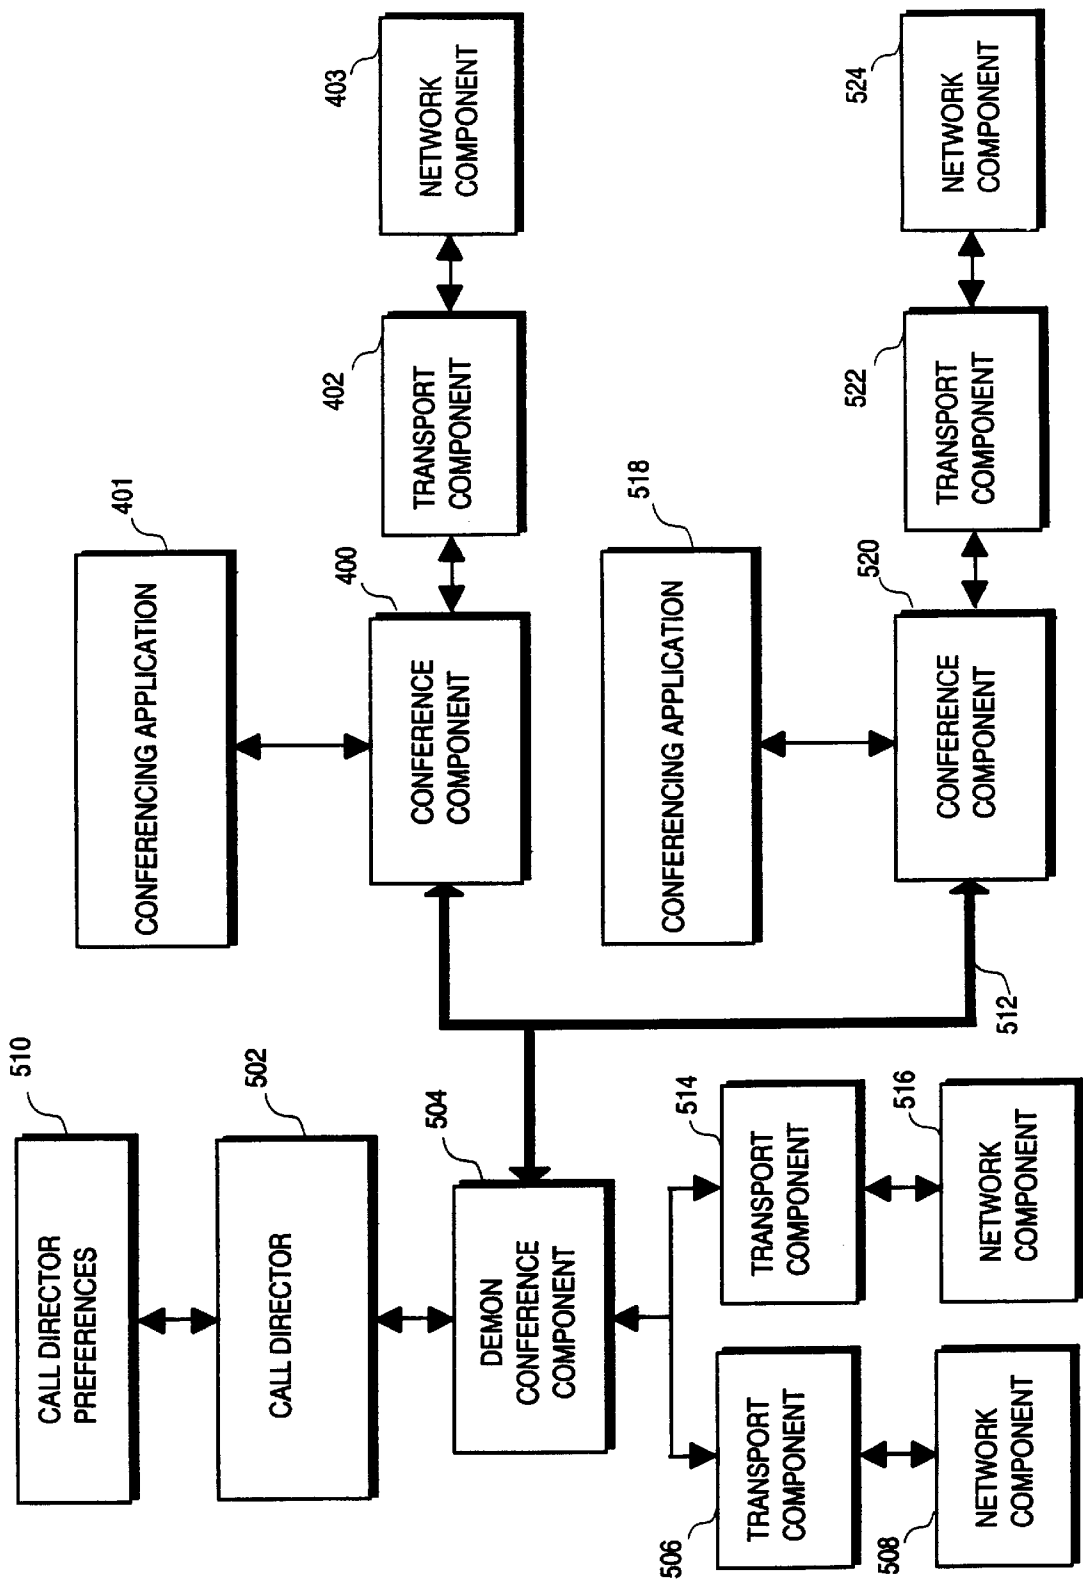 510
CALL DIRECTOR
PREFERENCES
502
CALL DIRECTOR
504
DEMON
CONFERENCE
COMPONENT
506
TRANSPORT
COMPONENT
508
NETWORK
COMPONENT
514
TRANSPORT
COMPONENT
516
NETWORK
COMPONENT
512
401
CONFERENCING APPLICATION
400
CONFERENCE
COMPONENT
402
TRANSPORT
COMPONENT
403
NETWORK
COMPONENT
518
CONFERENCING APPLICATION
520
CONFERENCE
COMPONENT
522
TRANSPORT
COMPONENT
524
NETWORK
COMPONENT